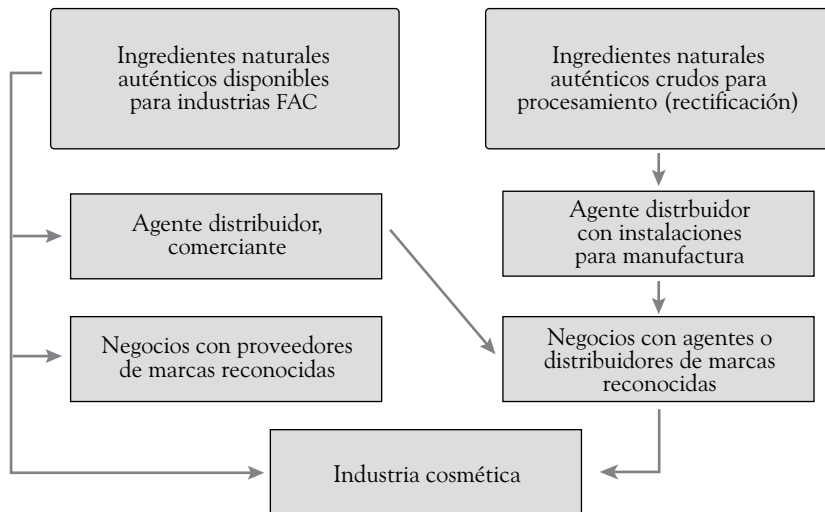 Ingredientes naturales
auténticos disponibles
para industrias FAC
Ingredientes naturales
auténticos crudos para
procesamiento (rectificación)
Agente distribuidor,
comerciante
Agente distrbuidor
con instalaciones
para manufactura
Negocios con proveedores
de marcas reconocidas
Negocios con agentes o
distribuidores de marcas
reconocidas
Industria cosmética